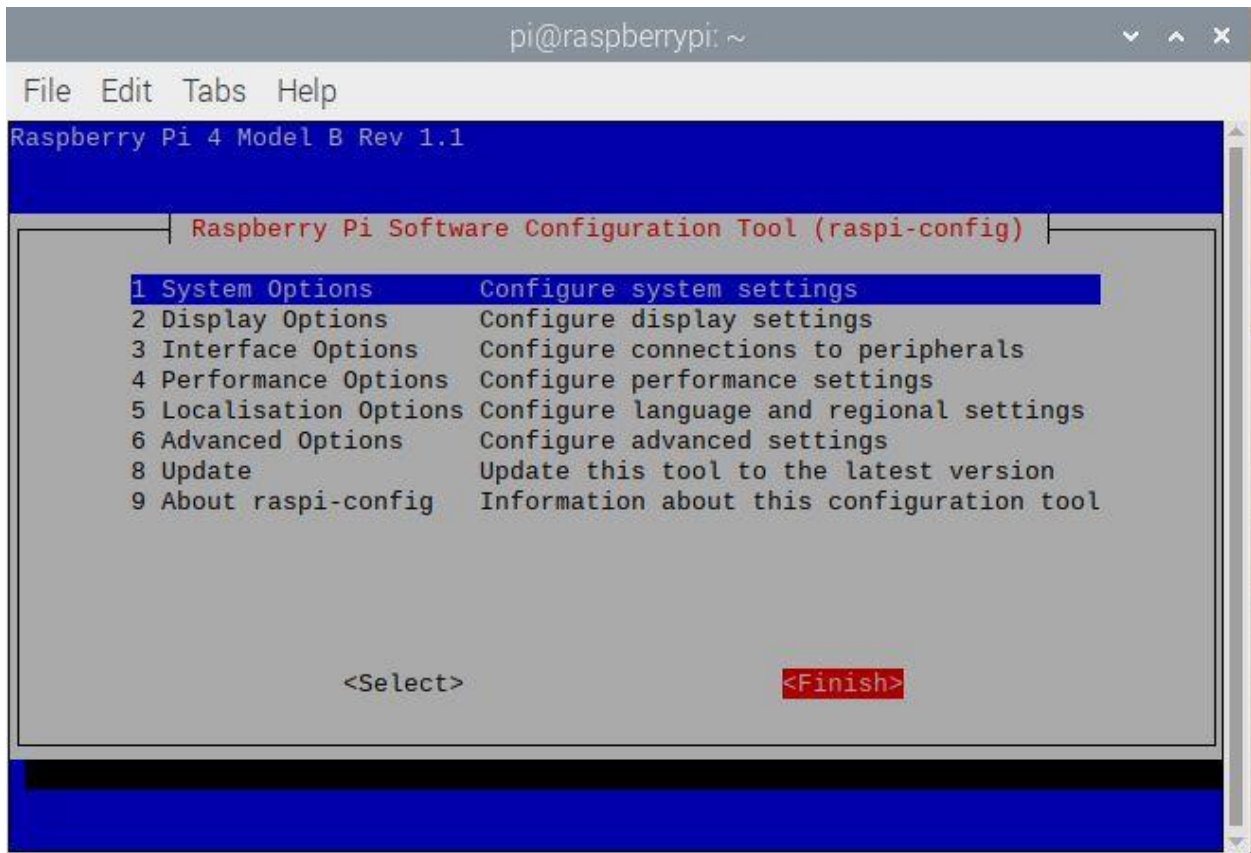 pi@raspberrypi: ~
File Edit Tabs Help
Raspberry Pi 4 Model B Rev 1.1
Raspberry Pi Software Configuration Tool (raspi-config)
1 System Options Configure system settings
2 Display Options Configure display settings
3 Interface Options Configure connections to peripherals
4 Performance Options Configure performance settings
5 Localisation Options Configure language and regional settings
6 Advanced Options Configure advanced settings
8 Update Update this tool to the latest version
9 About raspi-config Information about this configuration tool
<Select> <Finish>